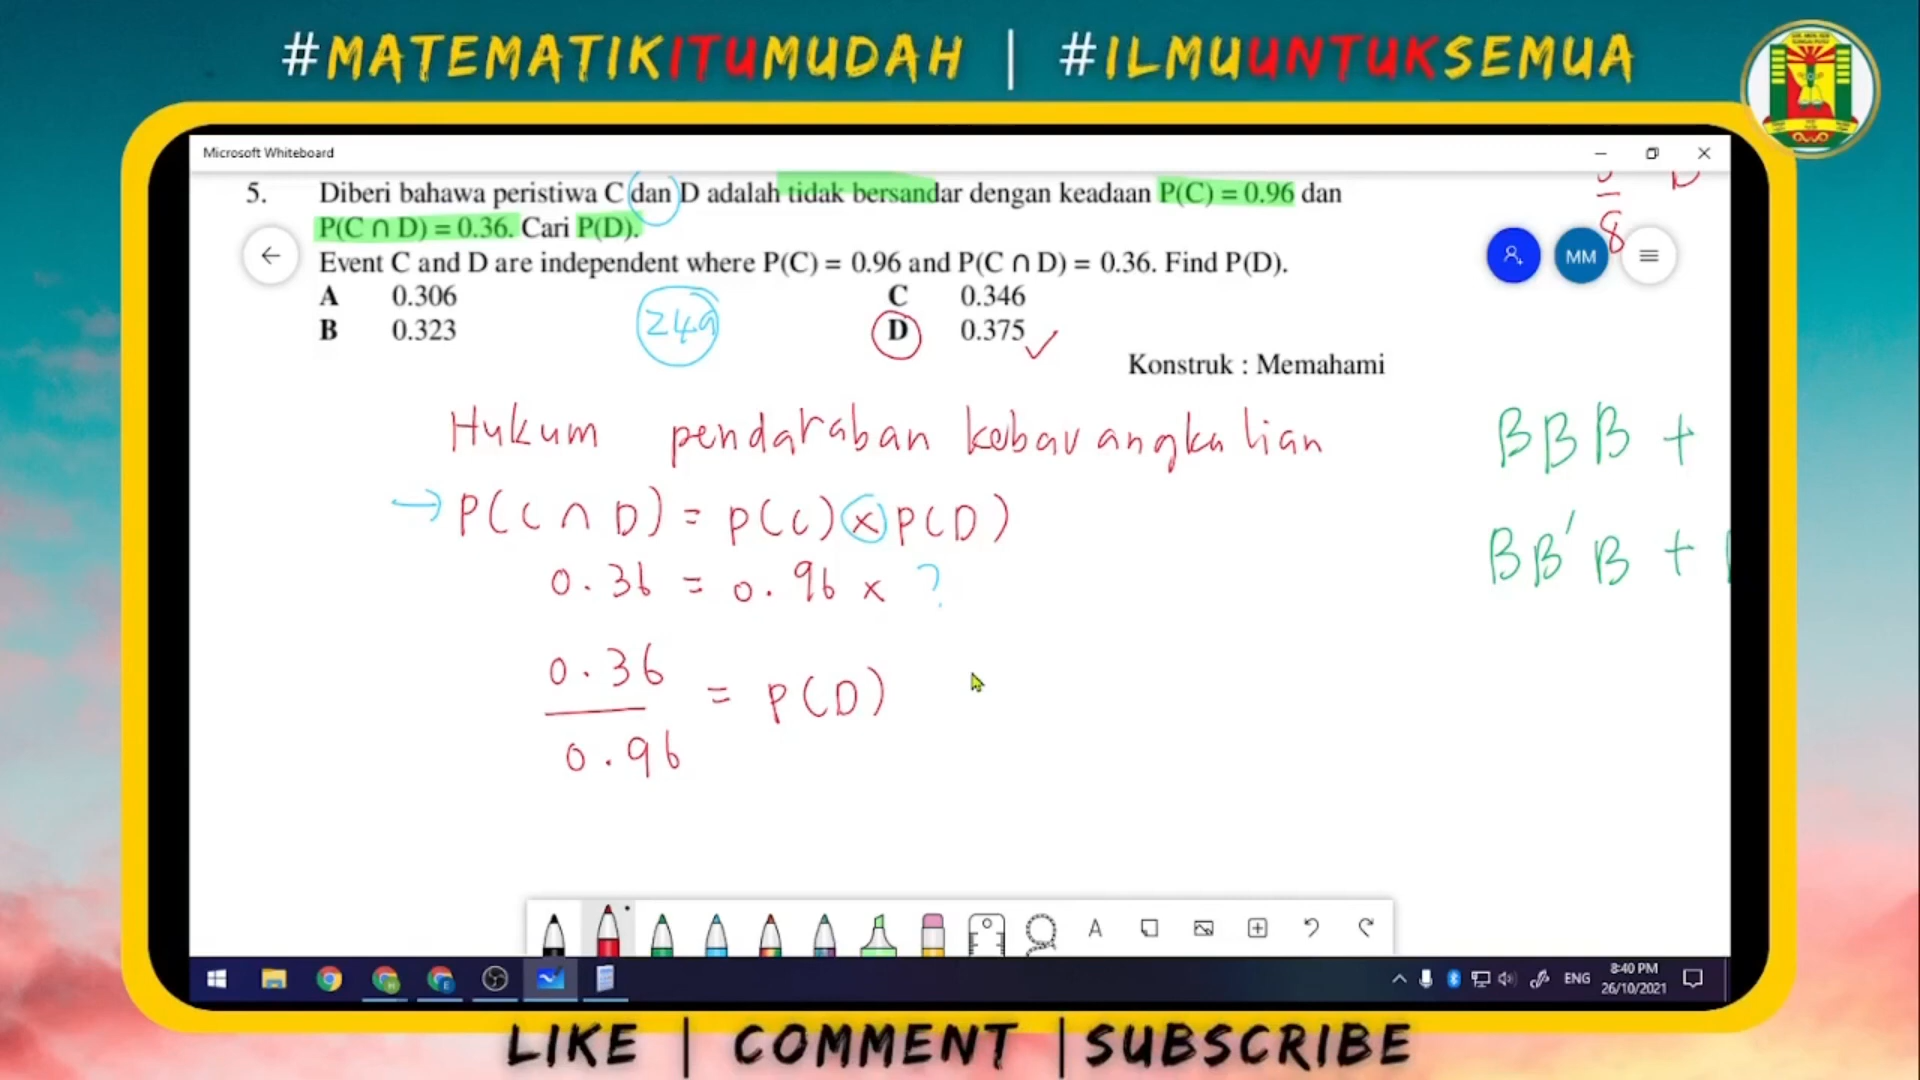 #MATEMATIKITUMUDAH | #ILMUUNTUKSEMUA
Microsoft Whiteboard
5. Diberi bahawa peristiwa C dan D adalah tidak bersandar dengan keadaan P(C) = 0.96 dan
P(C ∩ D) = 0.36. Cari P(D).
Event C and D are independent where P(C) = 0.96 and P(C ∩ D) = 0.36. Find P(D).
A 0.306 C 0.346
B 0.323 D 0.375
249
Konstruk : Memahami
8
MM
Hukum pendaraban kebarangkalian
→ P(C ∩ D) = P(C) × P(D)
0.36 = 0.96 × ?
0.36
0.96 = P(D)
BBB +
BB'B +
A
ENG
8:40 PM
26/10/2021
LIKE | COMMENT | SUBSCRIBE